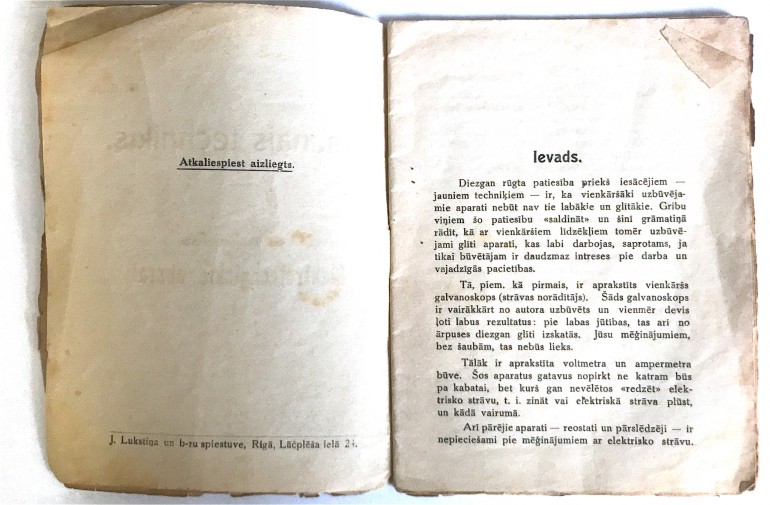 Atkaliespiest aizliegts.
J. Lukstiņa un b-ru spiestuve, Rīgā, Lāčplēša ielā 24.
Ievads.
Diezgan rūgta patiesība priekš iesācējiem —
jauniem techniķiem — ir, ka vienkāršāki uzbūvēja-
mie aparati nebūt nav tie labākie un glītākie. Gribu
viņiem šo patiesību «saldināt» un šinī grāmatiņā
rādīt, kā ar vienkāršiem līdzēkļiem tomēr uzbūvē-
jami glīti aparati, kas labi darbojas, saprotams, ja
tikai būvētājam ir daudzmaz intreses pie darba un
vajadzīgās pacietības.
Tā, piem. kā pirmais, ir aprakstīts vienkāršs
galvanoskops (strāvas norādītājs). Šāds galvanoskops
ir vairākkārt no autora uzbūvēts un vienmēr devis
ļoti labus rezultatus: pie labas jūtības, tas arī no
ārpuses diezgan glīti izskatās. Jūsu mēģinājumiem,
bez šaubām, tas nebūs lieks.
Tālāk ir aprakstīta voltmetra un ampermetra
būve. Šos aparatus gatavus nopirkt ne katram būs
pa kabatai, bet kurš gan nevēlētos «redzēt» elek-
trisko strāvu, t. i. zināt vai elektriskā strāva plūst,
un kādā vairumā.
Arī pārējie aparati — reostati un pārslēdzēji — ir
nepieciešami pie mēģinājumiem ar elektrisko strāvu.